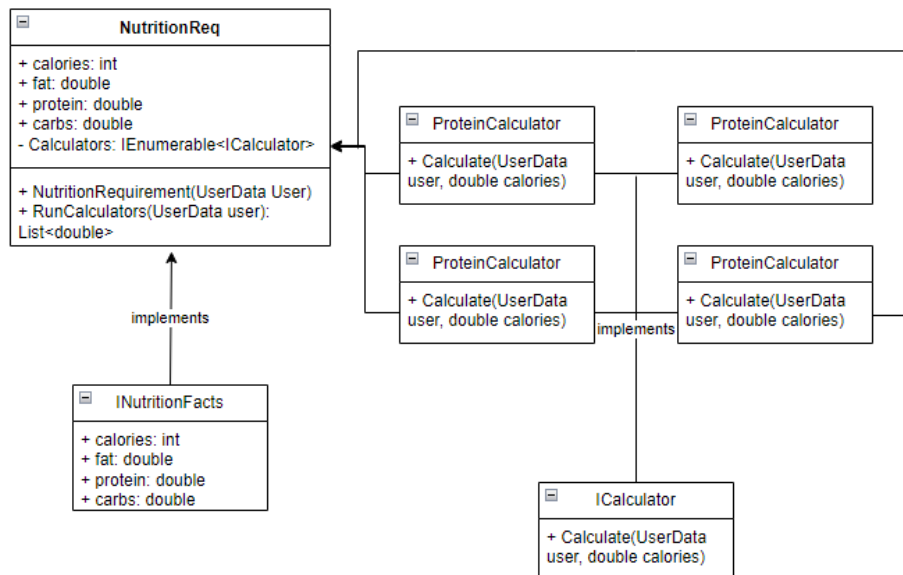 NutritionReq
+ calories: int
+ fat: double
+ protein: double
+ carbs: double
- Calculators: IEnumerable<ICalculator>
+ NutritionRequirement(UserData User)
+ RunCalculators(UserData user):
List<double>
implements
INutritionFacts
+ calories: int
+ fat: double
+ protein: double
+ carbs: double
ProteinCalculator
+ Calculate(UserData
user, double calories)
ProteinCalculator
+ Calculate(UserData
user, double calories)
ProteinCalculator
+ Calculate(UserData
user, double calories)
ProteinCalculator
+ Calculate(UserData
user, double calories)
implements
ICalculator
+ Calculate(UserData
user, double calories)